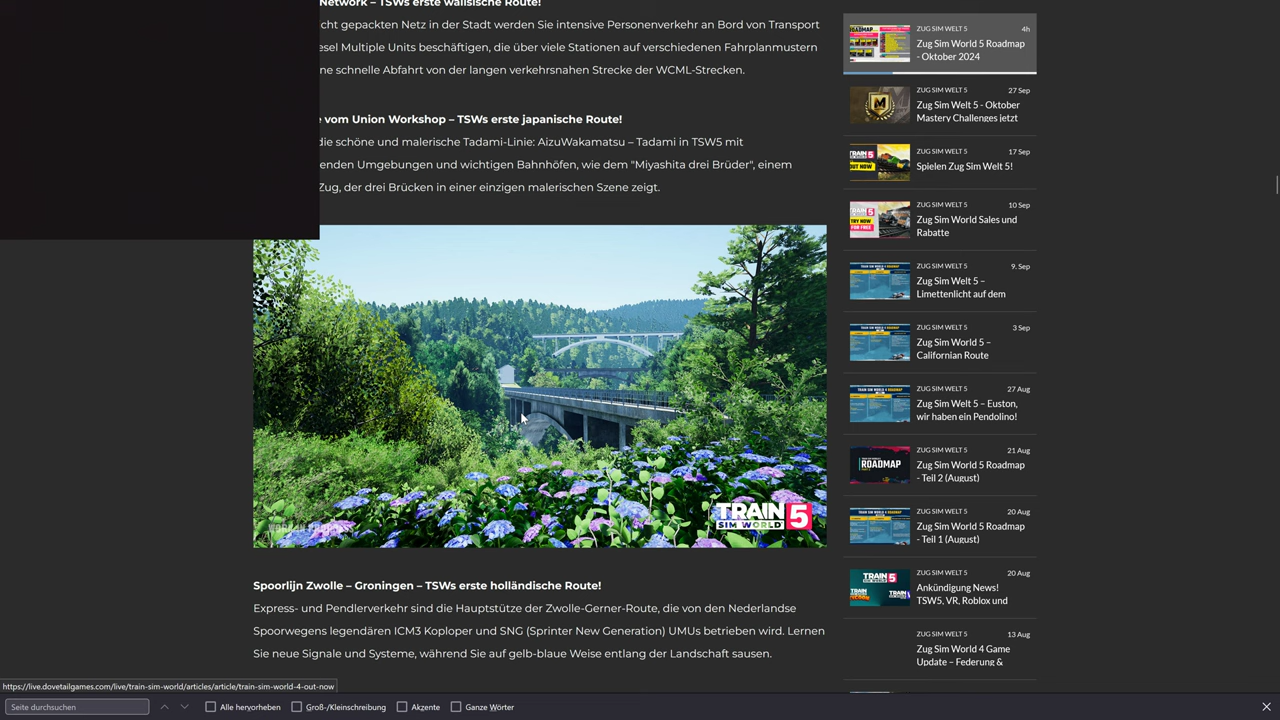 Network – TSWs erste walisische Route!
cht gepackten Netz in der Stadt werden Sie intensive Personenverkehr an Bord von Transport
esel Multiple Units beschäftigen, die über viele Stationen auf verschiedenen Fahrplanmustern
ne schnelle Abfahrt von der langen verkehrsnahen Strecke der WCML-Strecken.
e vom Union Workshop – TSWs erste japanische Route!
die schöne und malerische Tadami-Linie: AizuWakamatsu – Tadami in TSW5 mit
enden Umgebungen und wichtigen Bahnhöfen, wie dem "Miyashita drei Brüder", einem
Zug, der drei Brücken in einer einzigen malerischen Szene zeigt.
TRAIN
SIM WORLD 5
Spoorlijn Zwolle – Groningen – TSWs erste holländische Route!
Express- und Pendlerverkehr sind die Hauptstütze der Zwolle-Gerner-Route, die von den Nederlandse
Spoorwegens legendären ICM3 Koploper und SNG (Sprinter New Generation) UMUs betrieben wird. Lernen
Sie neue Signale und Systeme, während Sie auf gelb-blaue Weise entlang der Landschaft sausen.
ZUG SIM WELT 5 4h
Zug Sim World 5 Roadmap
- Oktober 2024
ZUG SIM WELT 5 27 Sep
Zug Sim Welt 5 - Oktober
Mastery Challenges jetzt
ZUG SIM WELT 5 17 Sep
Spielen Zug Sim Welt 5!
ZUG SIM WELT 5 10 Sep
Zug Sim World Sales und
Rabatte
ZUG SIM WELT 5 9. Sep
Zug Sim Welt 5 –
Limettenlicht auf dem
ZUG SIM WELT 5 3 Sep
Zug Sim World 5 –
Californian Route
ZUG SIM WELT 5 27 Aug
Zug Sim Welt 5 – Euston,
wir haben ein Pendolino!
ZUG SIM WELT 5 21 Aug
ROADMAP
Zug Sim World 5 Roadmap
- Teil 2 (August)
ZUG SIM WELT 5 20 Aug
Zug Sim World 5 Roadmap
- Teil 1 (August)
ZUG SIM WELT 5 20 Aug
Ankündigung News!
TSW5, VR, Roblox und
ZUG SIM WELT 5 13 Aug
Zug Sim World 4 Game
Update – Federung &
https://live.dovetailgames.com/live/train-sim-world/articles/article/train-sim-world-4-out-now
Seite durchsuchen Alle hervorheben Groß-/Kleinschreibung Akzente Ganze Wörter